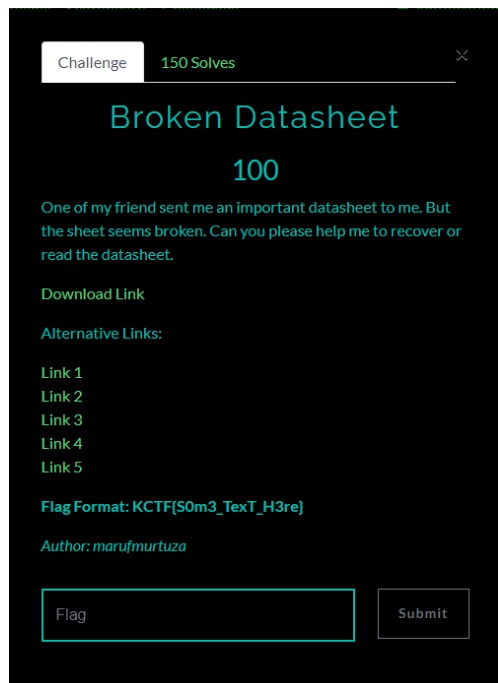 Challenge
150 Solves
Broken Datasheet
100
One of my friend sent me an important datasheet to me. But
the sheet seems broken. Can you please help me to recover or
read the datasheet.
Download Link
Alternative Links:
Link 1
Link 2
Link 3
Link 4
Link 5
Flag Format: KCTF{S0m3_TexT_H3re}
Author: marufmurtuza
Flag
Submit